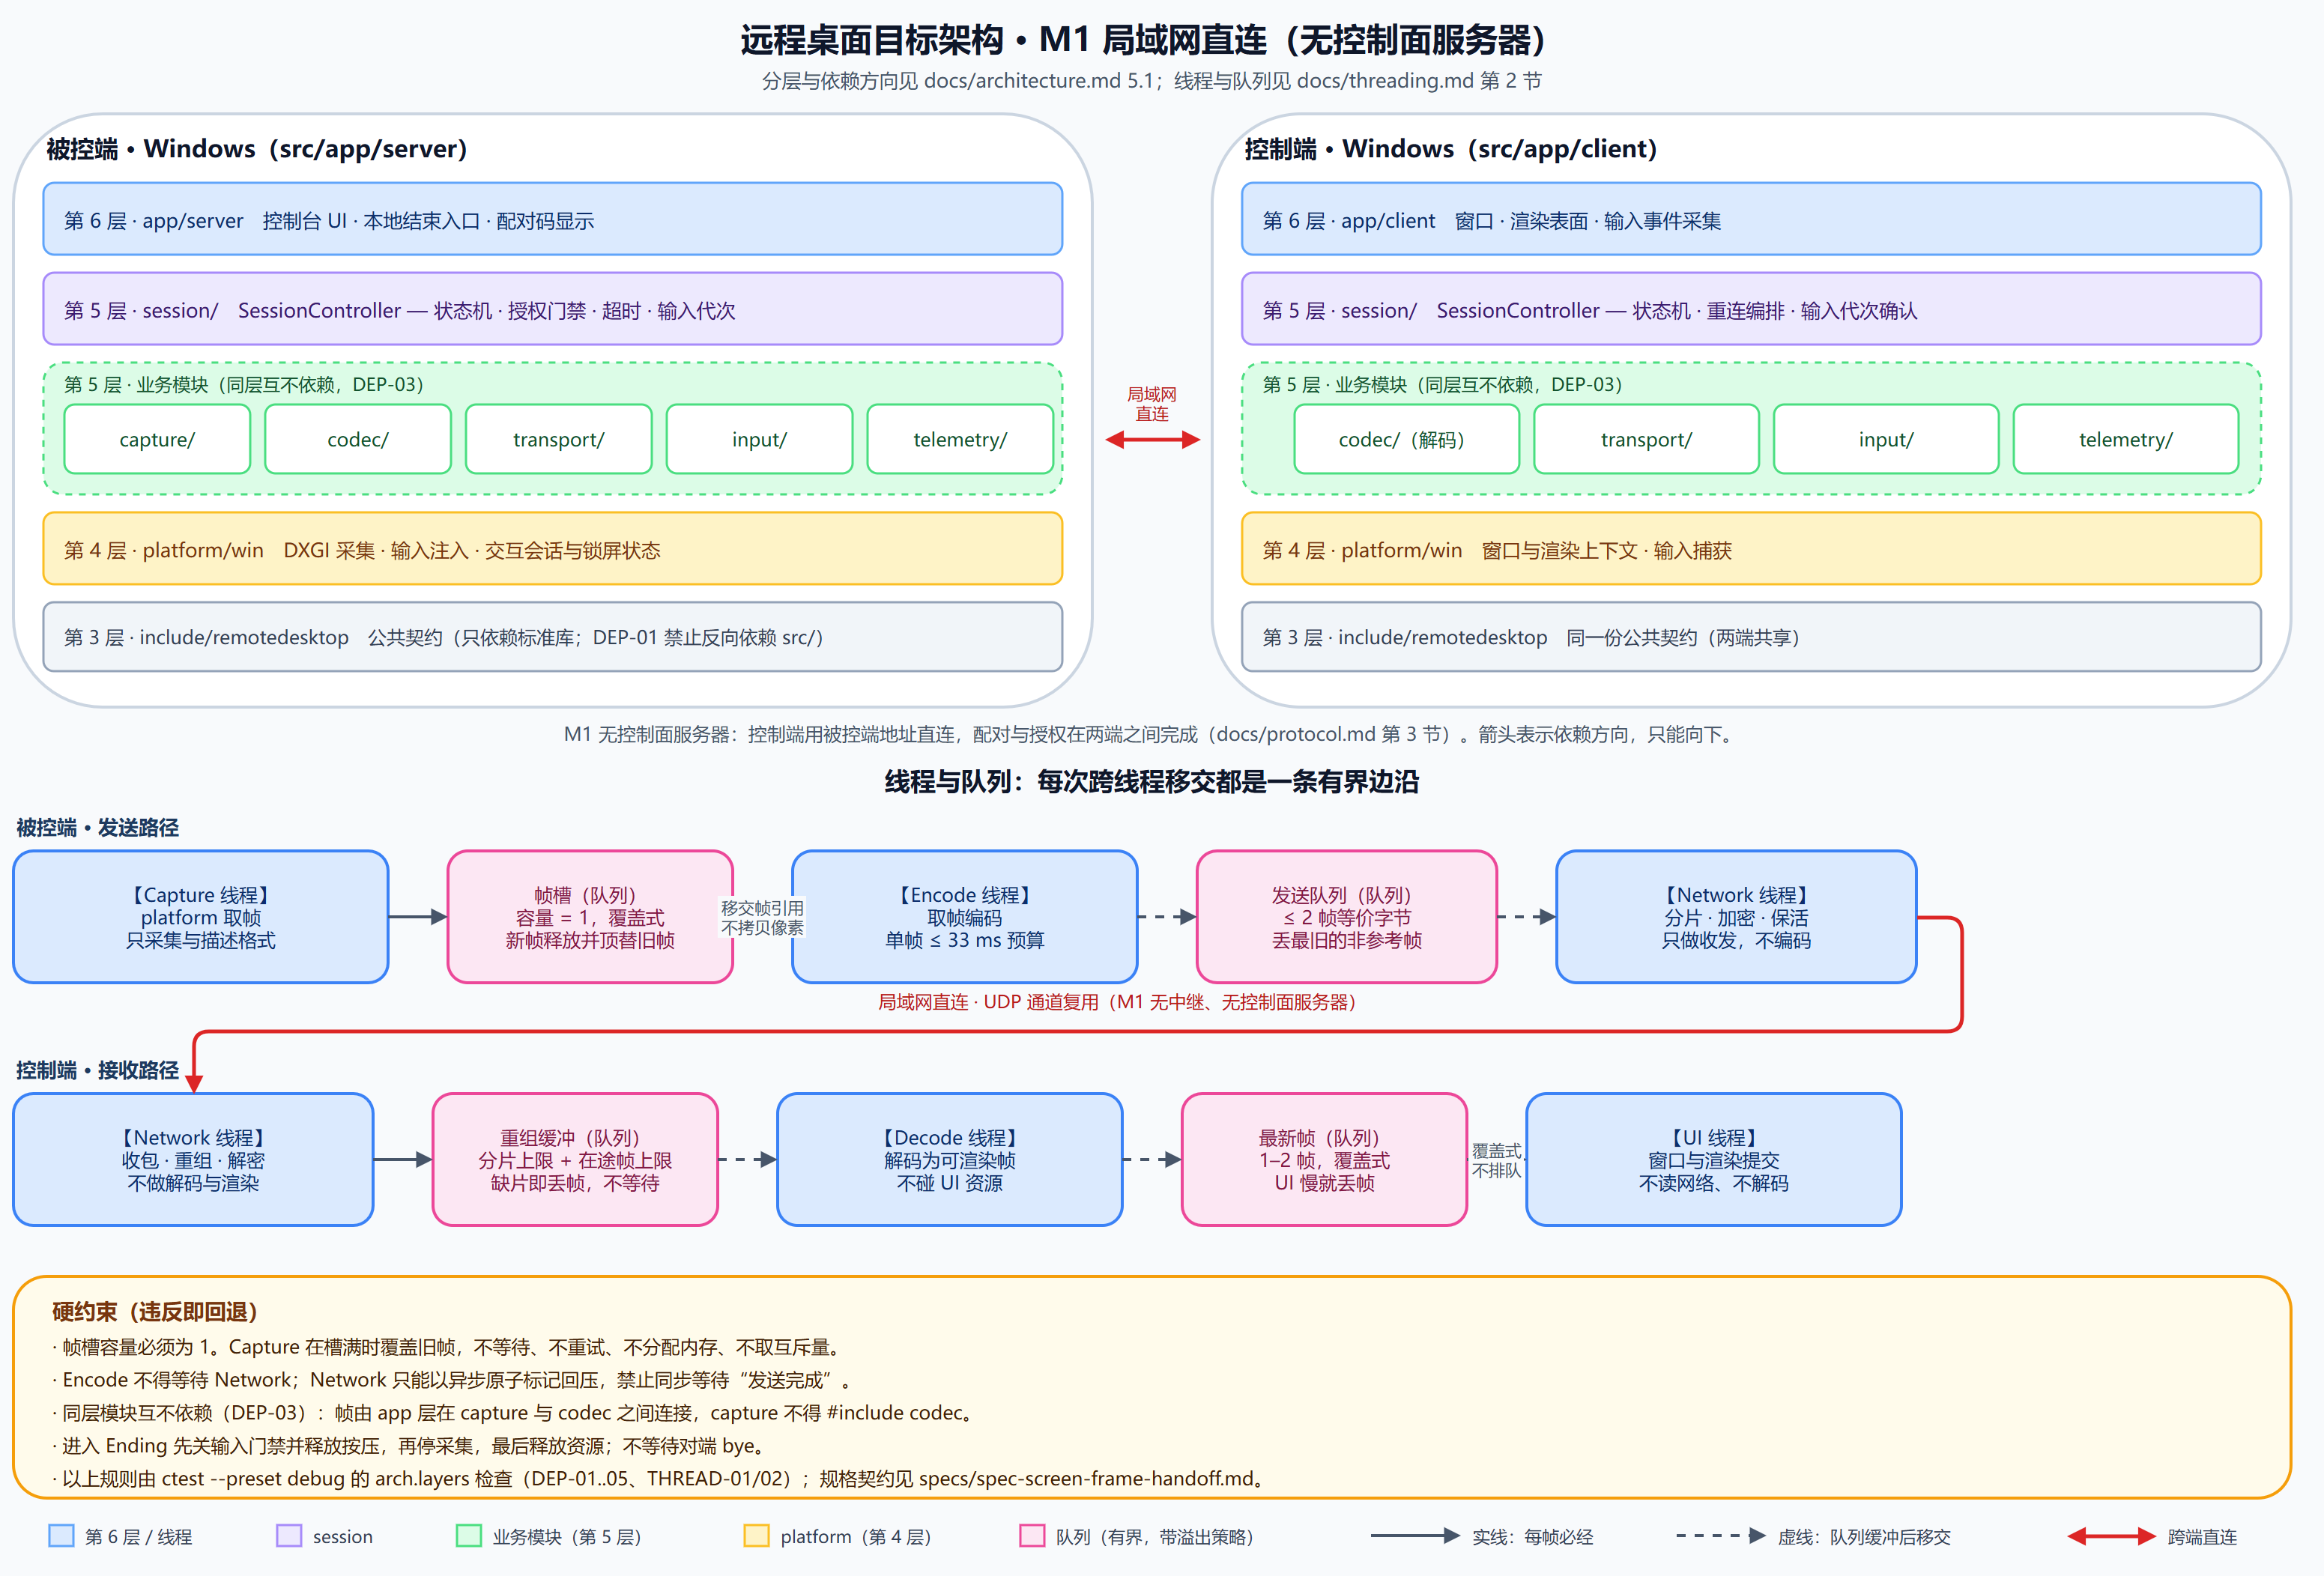 远程桌面目标架构 • M1 局域网直连（无控制面服务器）
分层与依赖方向见 docs/architecture.md 5.1；线程与队列见 docs/threading.md 第 2 节
被控端 • Windows（src/app/server）
第 6 层 · app/server 控制台 UI · 本地结束入口 · 配对码显示
第 5 层 · session/ SessionController — 状态机 · 授权门禁 · 超时 · 输入代次
第 5 层 · 业务模块（同层互不依赖，DEP-03）
capture/
codec/
transport/
input/
telemetry/
第 4 层 · platform/win DXGI 采集 · 输入注入 · 交互会话与锁屏状态
第 3 层 · include/remotedesktop 公共契约（只依赖标准库；DEP-01 禁止反向依赖 src/）
局域网
直连
控制端 • Windows（src/app/client）
第 6 层 · app/client 窗口 · 渲染表面 · 输入事件采集
第 5 层 · session/ SessionController — 状态机 · 重连编排 · 输入代次确认
第 5 层 · 业务模块（同层互不依赖，DEP-03）
codec/（解码）
transport/
input/
telemetry/
第 4 层 · platform/win 窗口与渲染上下文 · 输入捕获
第 3 层 · include/remotedesktop 同一份公共契约（两端共享）
M1 无控制面服务器：控制端用被控端地址直连，配对与授权在两端之间完成（docs/protocol.md 第 3 节）。箭头表示依赖方向，只能向下。
线程与队列：每次跨线程移交都是一条有界边沿
被控端 • 发送路径
【Capture 线程】
platform 取帧
只采集与描述格式
帧槽（队列）
容量 = 1，覆盖式
新帧释放并顶替旧帧
移交帧引用
不拷贝像素
【Encode 线程】
取帧编码
单帧 ≤ 33 ms 预算
发送队列（队列）
≤ 2 帧等价字节
丢最旧的非参考帧
【Network 线程】
分片 · 加密 · 保活
只做收发，不编码
局域网直连 · UDP 通道复用（M1 无中继、无控制面服务器）
控制端 • 接收路径
【Network 线程】
收包 · 重组 · 解密
不做解码与渲染
重组缓冲（队列）
分片上限 + 在途帧上限
缺片即丢帧，不等待
【Decode 线程】
解码为可渲染帧
不碰 UI 资源
最新帧（队列）
1–2 帧，覆盖式
UI 慢就丢帧
覆盖式
不排队
【UI 线程】
窗口与渲染提交
不读网络、不解码
硬约束（违反即回退）
· 帧槽容量必须为 1。Capture 在槽满时覆盖旧帧，不等待、不重试、不分配内存、不取互斥量。
· Encode 不得等待 Network；Network 只能以异步原子标记回压，禁止同步等待“发送完成”。
· 同层模块互不依赖（DEP-03）：帧由 app 层在 capture 与 codec 之间连接，capture 不得 #include codec。
· 进入 Ending 先关输入门禁并释放按压，再停采集，最后释放资源；不等待对端 bye。
· 以上规则由 ctest --preset debug 的 arch.layers 检查（DEP-01..05、THREAD-01/02）；规格契约见 specs/spec-screen-frame-handoff.md。
第 6 层 / 线程
session
业务模块（第 5 层）
platform（第 4 层）
队列（有界，带溢出策略）
实线：每帧必经
虚线：队列缓冲后移交
跨端直连